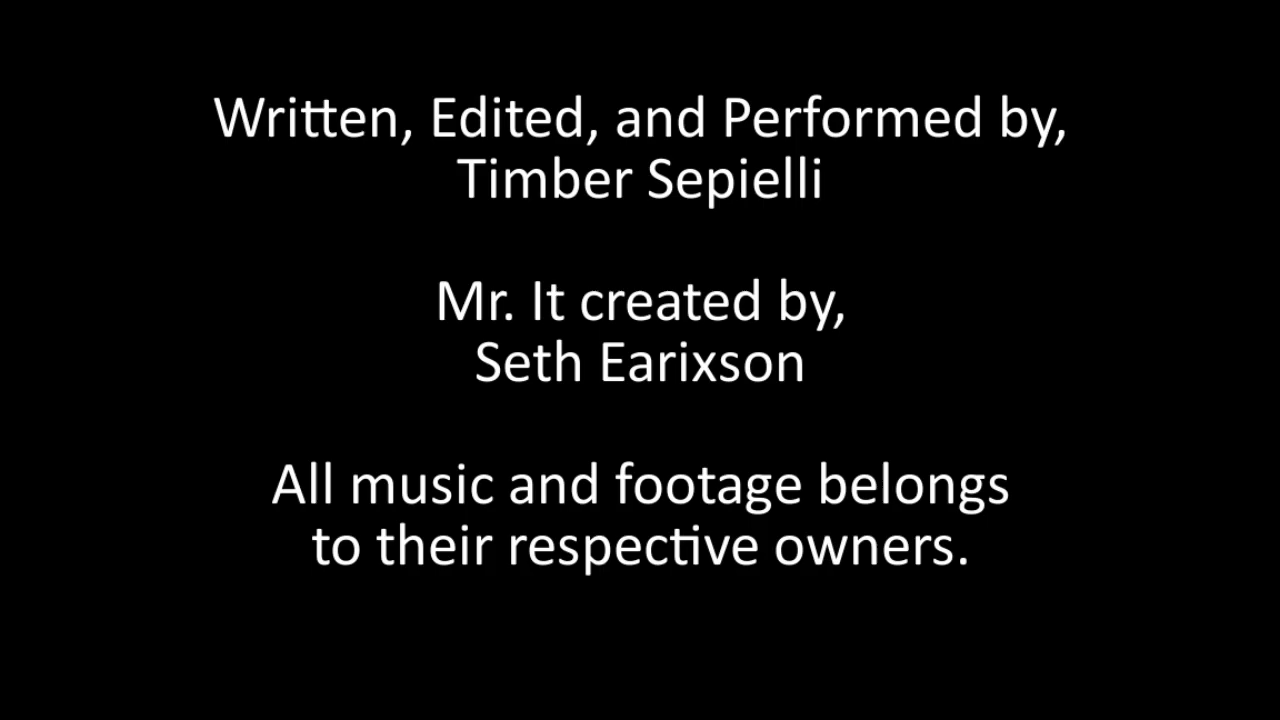 Written, Edited, and Performed by,
Timber Sepielli
Mr. It created by,
Seth Earixson
All music and footage belongs
to their respective owners.